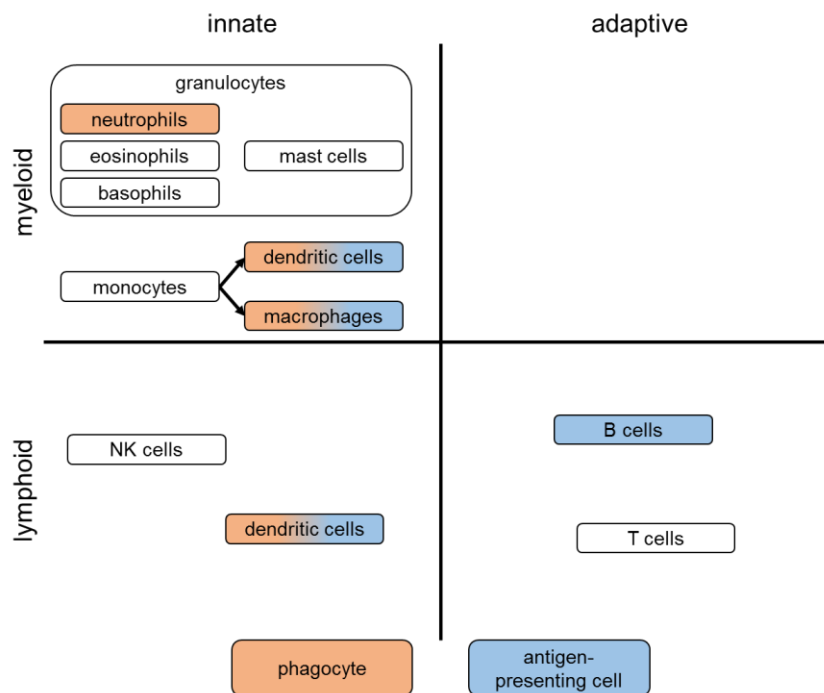 innate
adaptive
myeloid
granulocytes
neutrophils
eosinophils
mast cells
basophils
dendritic cells
monocytes
macrophages
lymphoid
NK cells
B cells
dendritic cells
T cells
phagocyte
antigen-
presenting cell